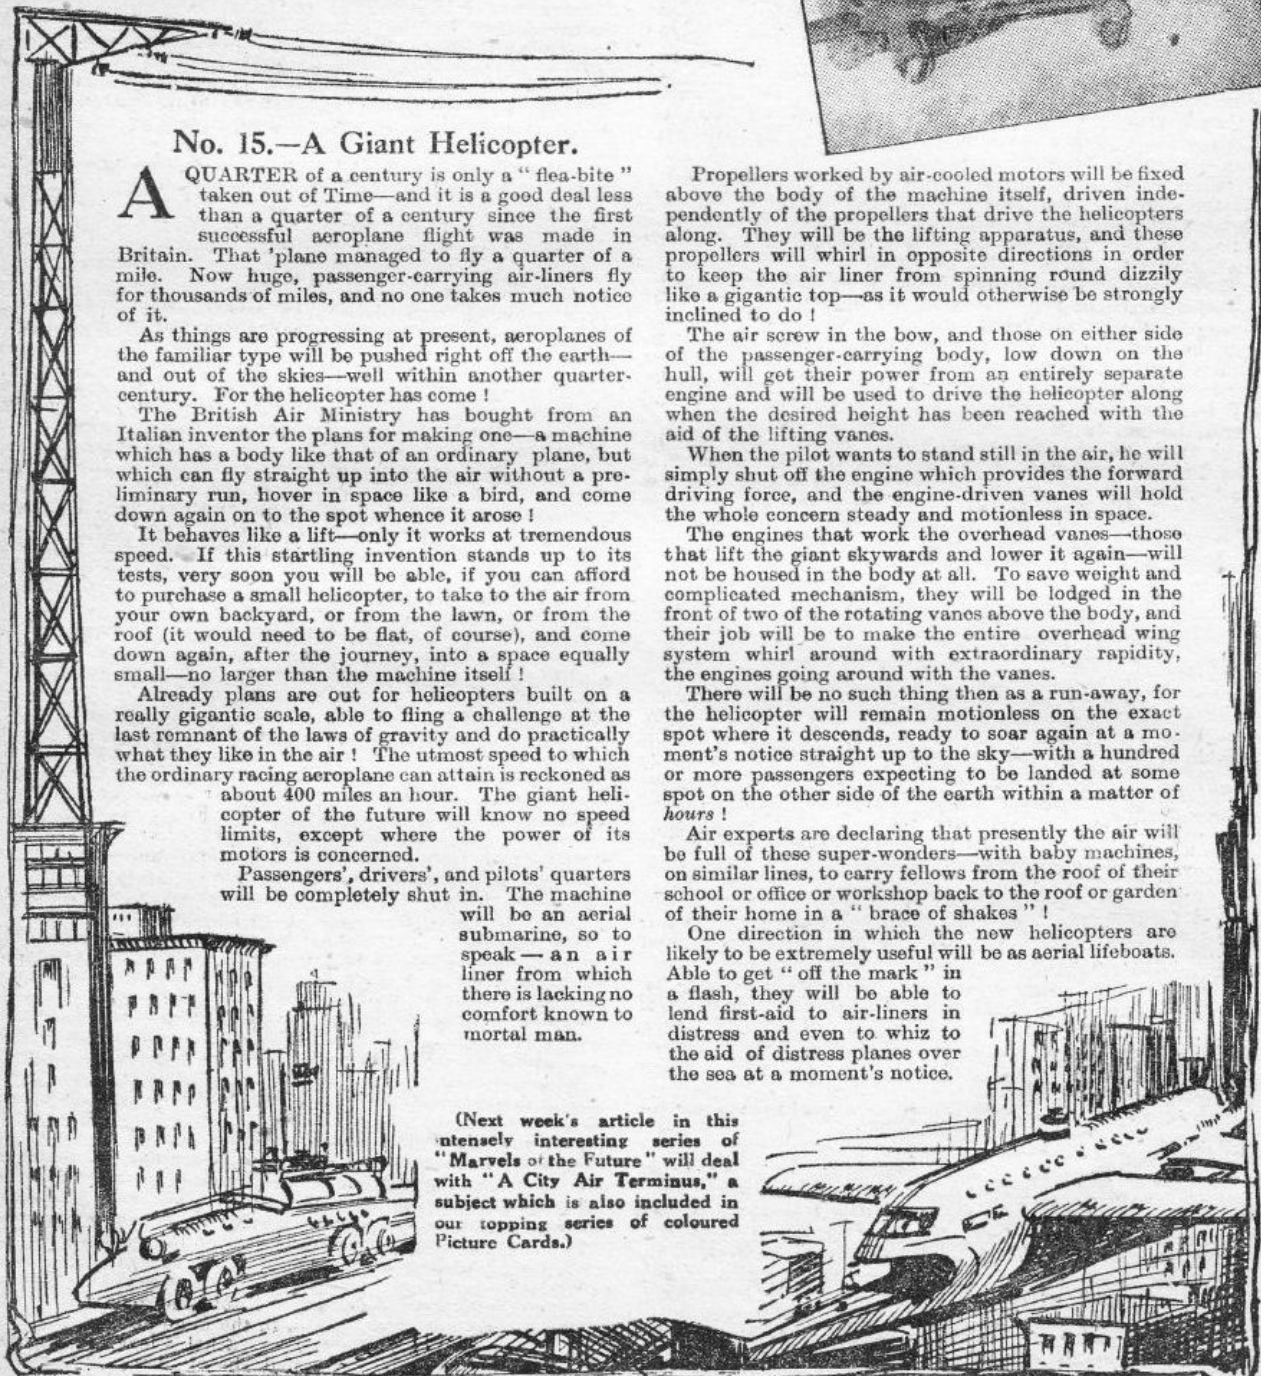 No. 15.—A Giant Helicopter.
A QUARTER of a century is only a " flea-bite "
taken out of Time—and it is a good deal less
than a quarter of a century since the first
successful aeroplane flight was made in
Britain. That 'plane managed to fly a quarter of a
mile. Now huge, passenger-carrying air-liners fly
for thousands of miles, and no one takes much notice
of it.
As things are progressing at present, aeroplanes of
the familiar type will be pushed right off the earth—
and out of the skies—well within another quarter-
century. For the helicopter has come !
The British Air Ministry has bought from an
Italian inventor the plans for making one—a machine
which has a body like that of an ordinary plane, but
which can fly straight up into the air without a pre-
liminary run, hover in space like a bird, and come
down again on to the spot whence it arose !
It behaves like a lift—only it works at tremendous
speed. If this startling invention stands up to its
tests, very soon you will be able, if you can afford
to purchase a small helicopter, to take to the air from
your own backyard, or from the lawn, or from the
roof (it would need to be flat, of course), and come
down again, after the journey, into a space equally
small—no larger than the machine itself !
Already plans are out for helicopters built on a
really gigantic scale, able to fling a challenge at the
last remnant of the laws of gravity and do practically
what they like in the air ! The utmost speed to which
the ordinary racing aeroplane can attain is reckoned as
about 400 miles an hour. The giant heli-
copter of the future will know no speed
limits, except where the power of its
motors is concerned.
Passengers', drivers', and pilots' quarters
will be completely shut in. The machine
will be an aerial
submarine, so to
speak — an air
liner from which
there is lacking no
comfort known to
mortal man.
Propellers worked by air-cooled motors will be fixed
above the body of the machine itself, driven inde-
pendently of the propellers that drive the helicopters
along. They will be the lifting apparatus, and these
propellers will whirl in opposite directions in order
to keep the air liner from spinning round dizzily
like a gigantic top—as it would otherwise be strongly
inclined to do !
The air screw in the bow, and those on either side
of the passenger-carrying body, low down on the
hull, will get their power from an entirely separate
engine and will be used to drive the helicopter along
when the desired height has been reached with the
aid of the lifting vanes.
When the pilot wants to stand still in the air, he will
simply shut off the engine which provides the forward
driving force, and the engine-driven vanes will hold
the whole concern steady and motionless in space.
The engines that work the overhead vanes—those
that lift the giant skywards and lower it again—will
not be housed in the body at all. To save weight and
complicated mechanism, they will be lodged in the
front of two of the rotating vanes above the body, and
their job will be to make the entire overhead wing
system whirl around with extraordinary rapidity,
the engines going around with the vanes.
There will be no such thing then as a run-away, for
the helicopter will remain motionless on the exact
spot where it descends, ready to soar again at a mo-
ment's notice straight up to the sky—with a hundred
or more passengers expecting to be landed at some
spot on the other side of the earth within a matter of
hours !
Air experts are declaring that presently the air will
be full of these super-wonders—with baby machines,
on similar lines, to carry fellows from the roof of their
school or office or workshop back to the roof or garden
of their home in a " brace of shakes " !
One direction in which the new helicopters are
likely to be extremely useful will be as aerial lifeboats.
Able to get " off the mark " in
a flash, they will be able to
lend first-aid to air-liners in
distress and even to whiz to
the aid of distress planes over
the sea at a moment's notice.
(Next week's article in this
ntensely interesting series of
" Marvels of the Future " will deal
with " A City Air Terminus," a
subject which is also included in
our topping series of coloured
Picture Cards.)